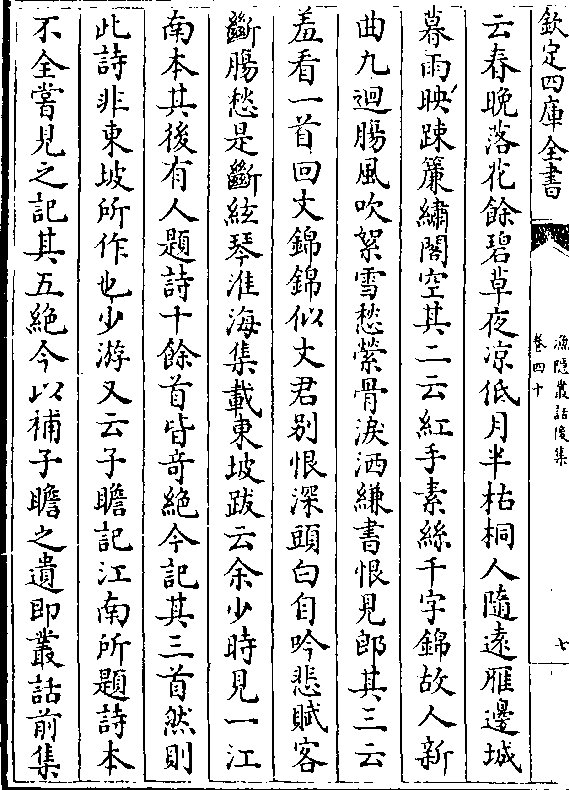 欽定四庫全書
漁隱叢話後集
卷四十
七
云春晚落花餘碧草夜凉低月半枯桐人隨遠雁邊城
暮雨映踈簾繡閣空其二云紅手素絲千字錦故人新
曲九迴腸風吹絮雪愁縈骨淚洒縑書恨見郎其三云
羞看一首回文錦錦似文君别恨深頭白自吟悲賦客
斷腸愁是斷絃琴淮海集載東坡跋云余少時見一江
南本其後有人題詩十餘首皆奇絶今記其三首然則
此詩非東坡所作也少游又云子瞻記江南所題詩本
不全嘗見之記其五絶今以補子瞻之遺即叢話前集